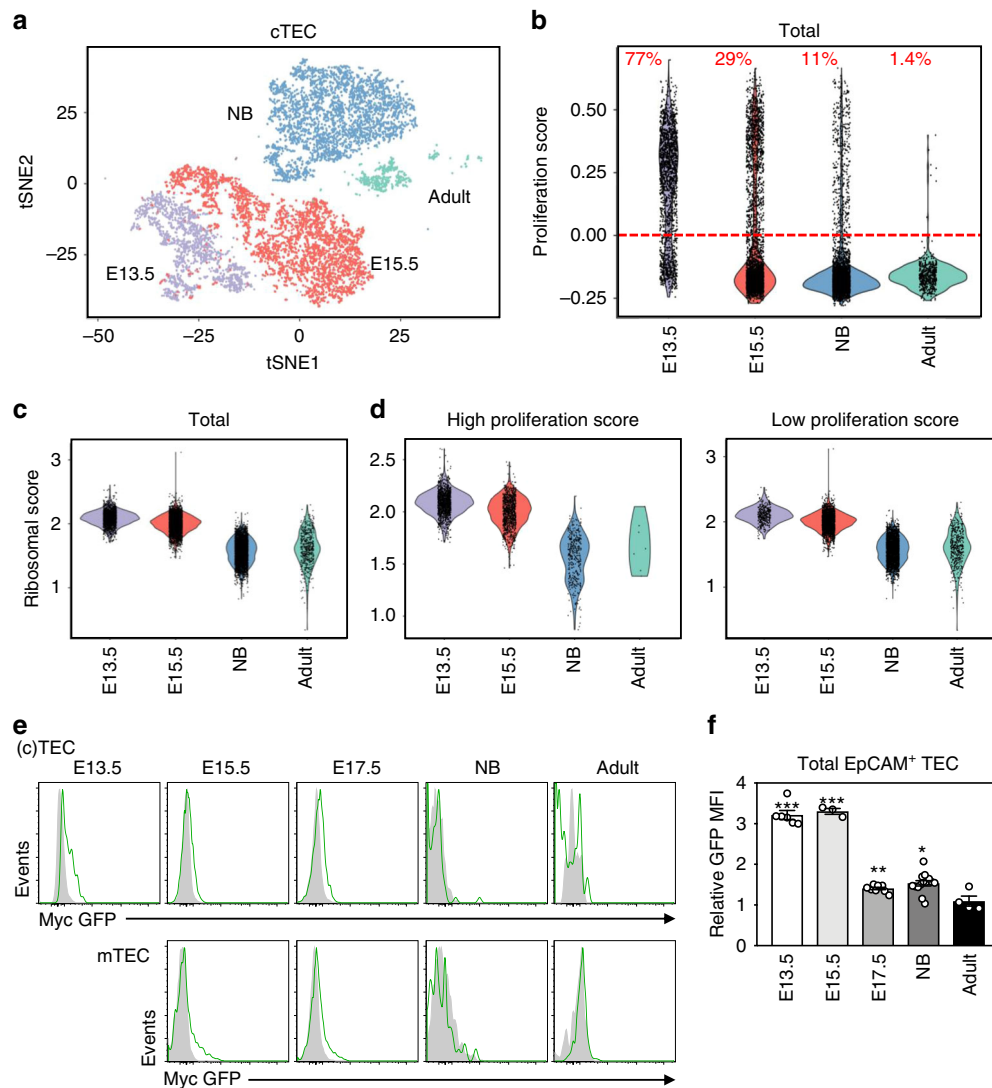 a
cTEC
NB
Adult
E15.5
E13.5
tSNE2
25
0
−25
−50
−25
0
25
tSNE1
b
Total
77%
29%
11%
1.4%
Proliferation score
0.50
0.25
0.00
−0.25
E13.5
E15.5
NB
Adult
c
Total
Ribosomal score
3
2
1
E13.5
E15.5
NB
Adult
d
High proliferation score
2.5
2.0
1.5
1.0
E13.5
E15.5
NB
Adult
Low proliferation score
3
2
1
E13.5
E15.5
NB
Adult
e
(c)TEC
E13.5
E15.5
E17.5
NB
Adult
Events
Myc GFP
mTEC
Events
Myc GFP
f
Total EpCAM⁺ TEC
Relative GFP MFI
4
3
2
1
0
***
***
**
*
E13.5
E15.5
E17.5
NB
Adult